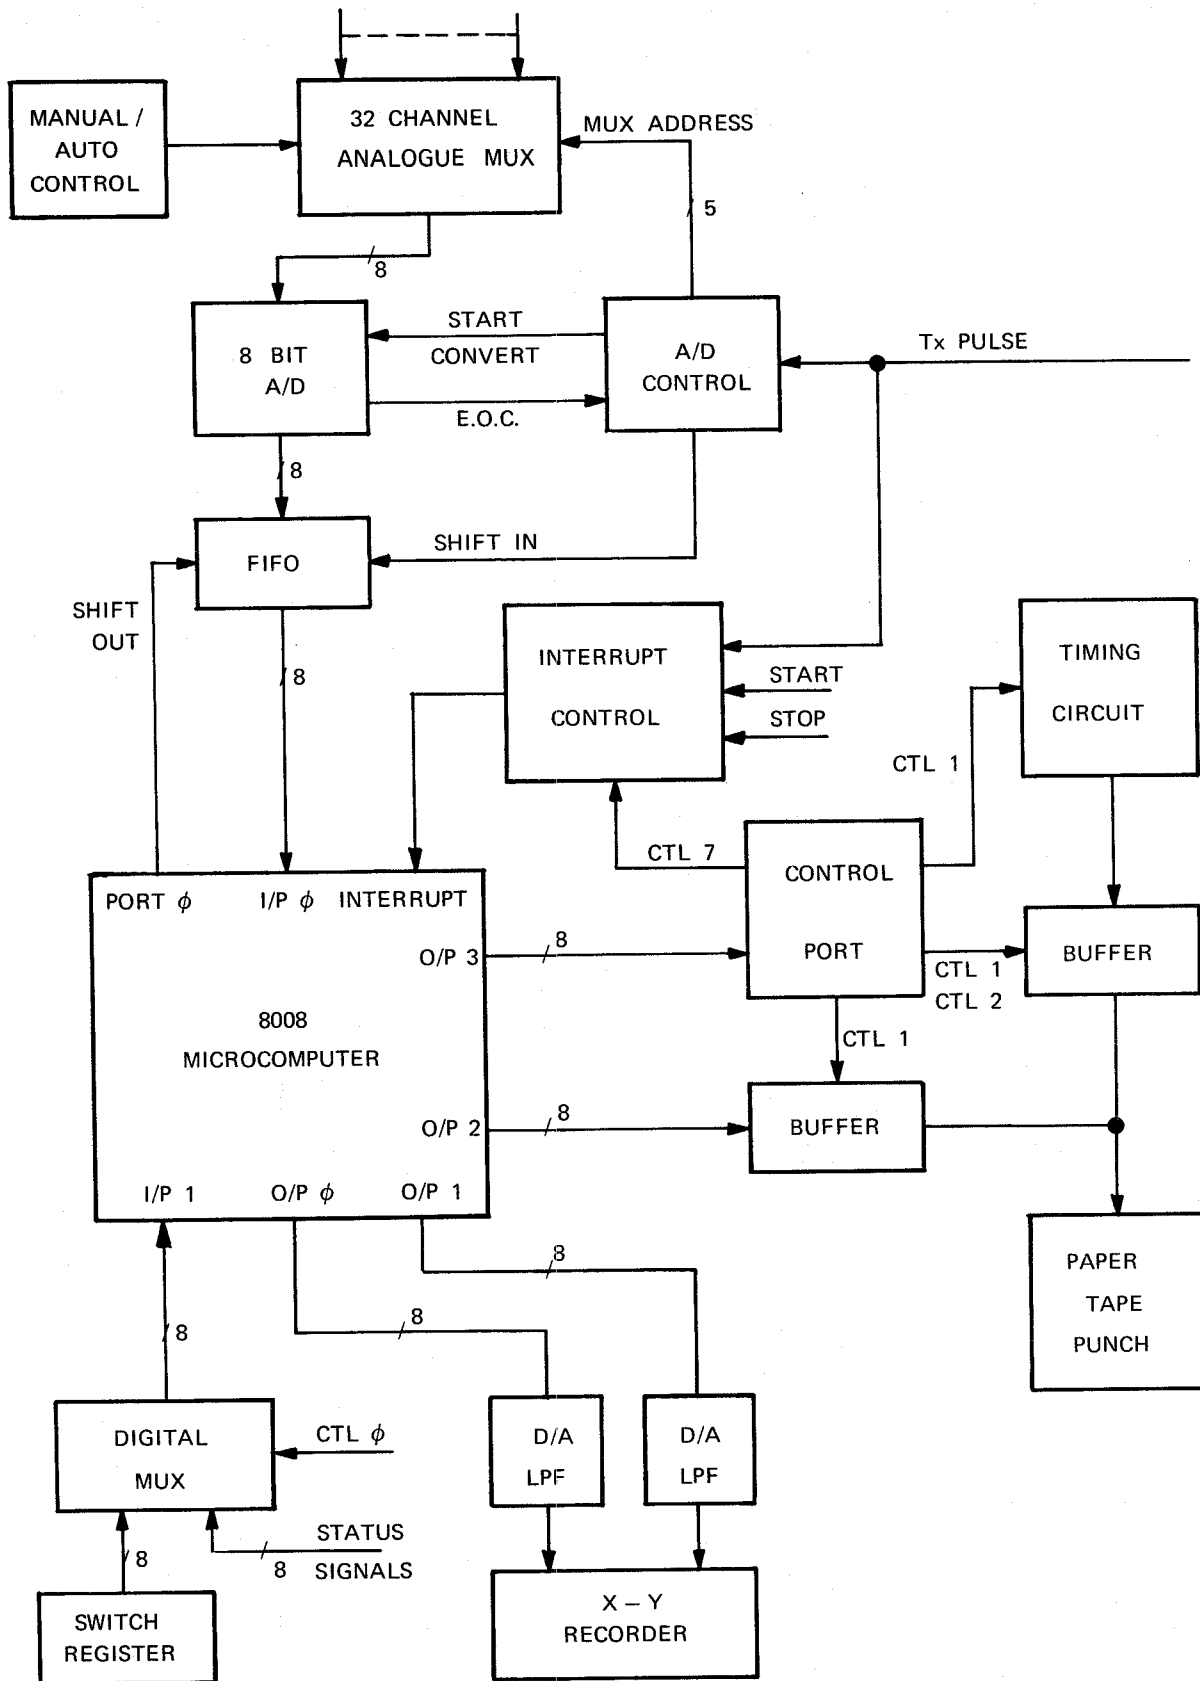 MANUAL /
AUTO
CONTROL
32 CHANNEL
ANALOGUE MUX
MUX ADDRESS
5
8
8 BIT
A/D
START
CONVERT
E.O.C.
A/D
CONTROL
Tx PULSE
8
FIFO
SHIFT IN
SHIFT
OUT
8
INTERRUPT
CONTROL
START
STOP
TIMING
CIRCUIT
CTL 1
CTL 7
CONTROL
PORT
CTL 1
CTL 2
BUFFER
PORT ϕ
I/P ϕ
INTERRUPT
O/P 3
8
8008
MICROCOMPUTER
CTL 1
O/P 2
8
BUFFER
I/P 1
O/P ϕ
O/P 1
8
8
8
PAPER
TAPE
PUNCH
DIGITAL
MUX
CTL ϕ
D/A
LPF
D/A
LPF
8
STATUS
8 SIGNALS
SWITCH
REGISTER
X – Y
RECORDER